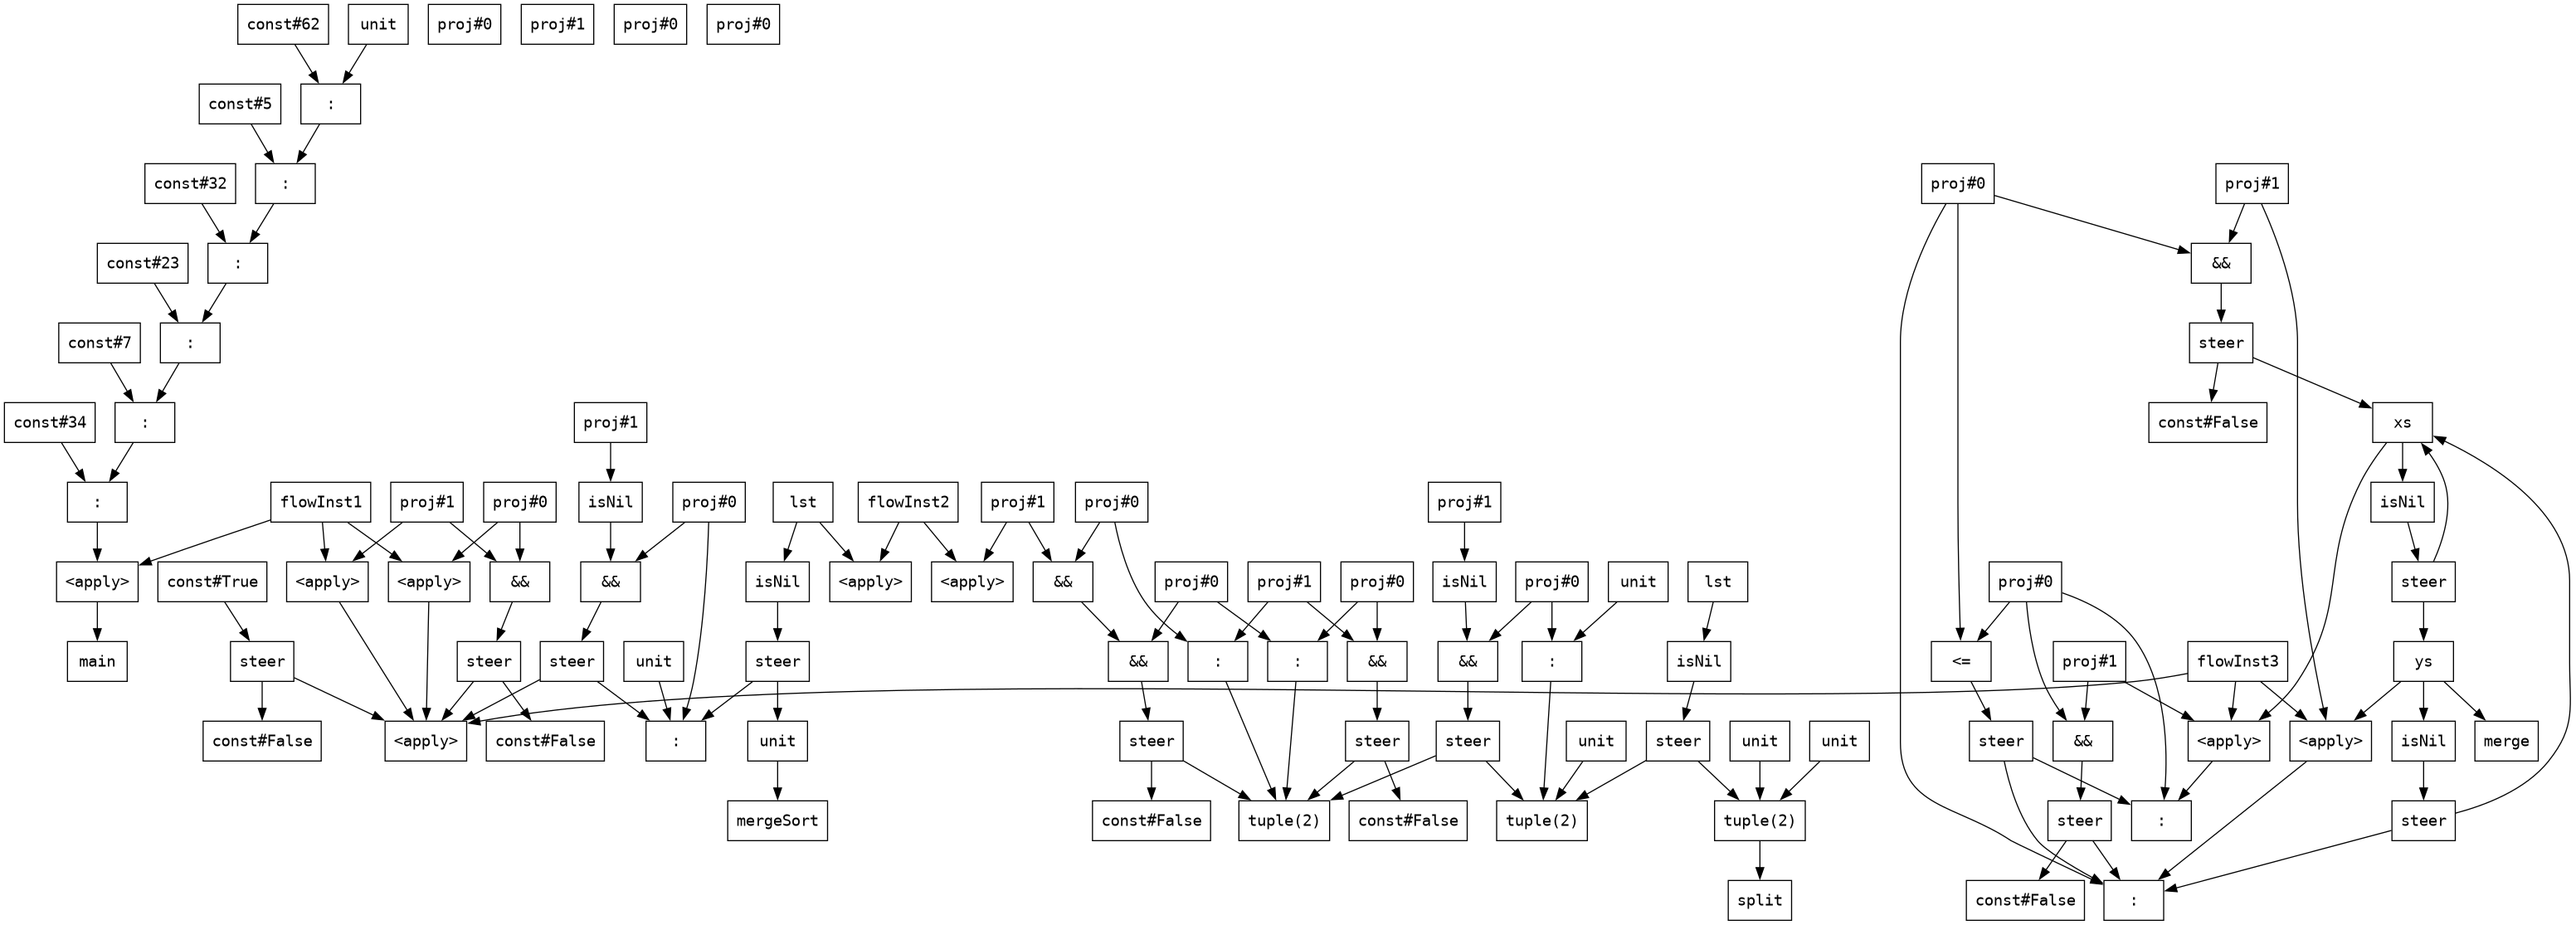 const#62 unit proj#0 proj#1 proj#0 proj#0
const#5 :
const#32 : proj#0 proj#1
const#23 : &&
const#7 : steer
const#34 : proj#1 const#False xs
: flowInst1 proj#1 proj#0 isNil proj#0 lst flowInst2 proj#1 proj#0 proj#1 isNil
<apply> const#True <apply> <apply> && && isNil <apply> <apply> && proj#0 proj#1 proj#0 isNil proj#0 unit lst proj#0 steer
main steer steer steer unit steer && : : && && : isNil <= proj#1 flowInst3 ys
const#False <apply> const#False : unit steer steer steer unit steer unit unit steer && <apply> <apply> isNil merge
mergeSort const#False tuple(2) const#False tuple(2) tuple(2) steer : steer
split const#False :